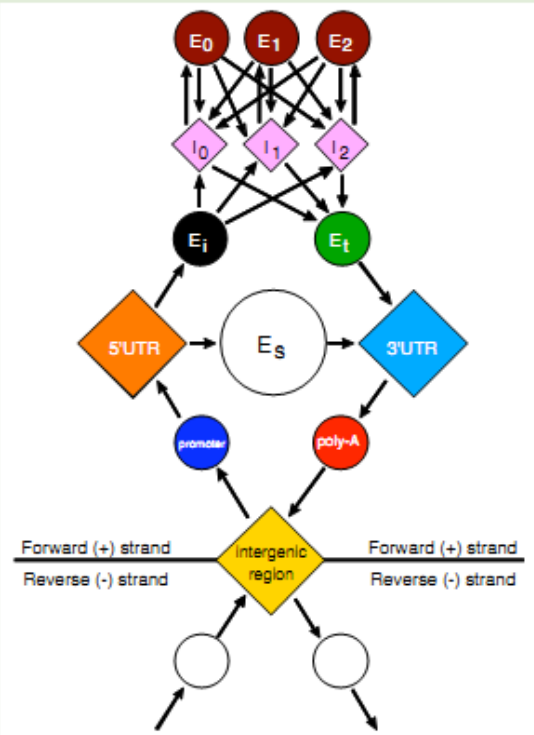 E0 E1 E2
I0 I1 I2
Ei Et
5'UTR Es 3'UTR
promoter poly-A
Intergenic
region
Forward (+) strand Forward (+) strand
Reverse (-) strand Reverse (-) strand